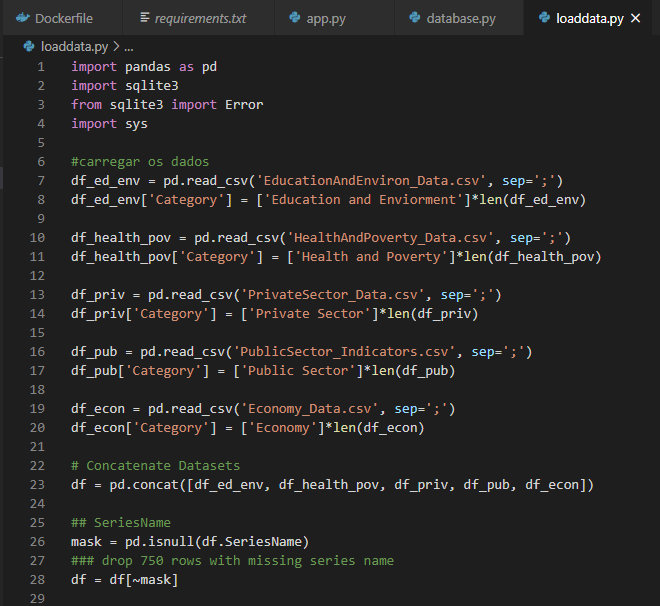 Dockerfile requirements.txt app.py database.py loaddata.py
loaddata.py > ...
1 import pandas as pd
2 import sqlite3
3 from sqlite3 import Error
4 import sys
5
6 #carregar os dados
7 df_ed_env = pd.read_csv('EducationAndEnviron_Data.csv', sep=';')
8 df_ed_env['Category'] = ['Education and Enviorment']*len(df_ed_env)
9
10 df_health_pov = pd.read_csv('HealthAndPoverty_Data.csv', sep=';')
11 df_health_pov['Category'] = ['Health and Poverty']*len(df_health_pov)
12
13 df_priv = pd.read_csv('PrivateSector_Data.csv', sep=';')
14 df_priv['Category'] = ['Private Sector']*len(df_priv)
15
16 df_pub = pd.read_csv('PublicSector_Indicators.csv', sep=';')
17 df_pub['Category'] = ['Public Sector']*len(df_pub)
18
19 df_econ = pd.read_csv('Economy_Data.csv', sep=';')
20 df_econ['Category'] = ['Economy']*len(df_econ)
21
22 # Concatenate Datasets
23 df = pd.concat([df_ed_env, df_health_pov, df_priv, df_pub, df_econ])
24
25 ## SeriesName
26 mask = pd.isnull(df.SeriesName)
27 ### drop 750 rows with missing series name
28 df = df[~mask]
29